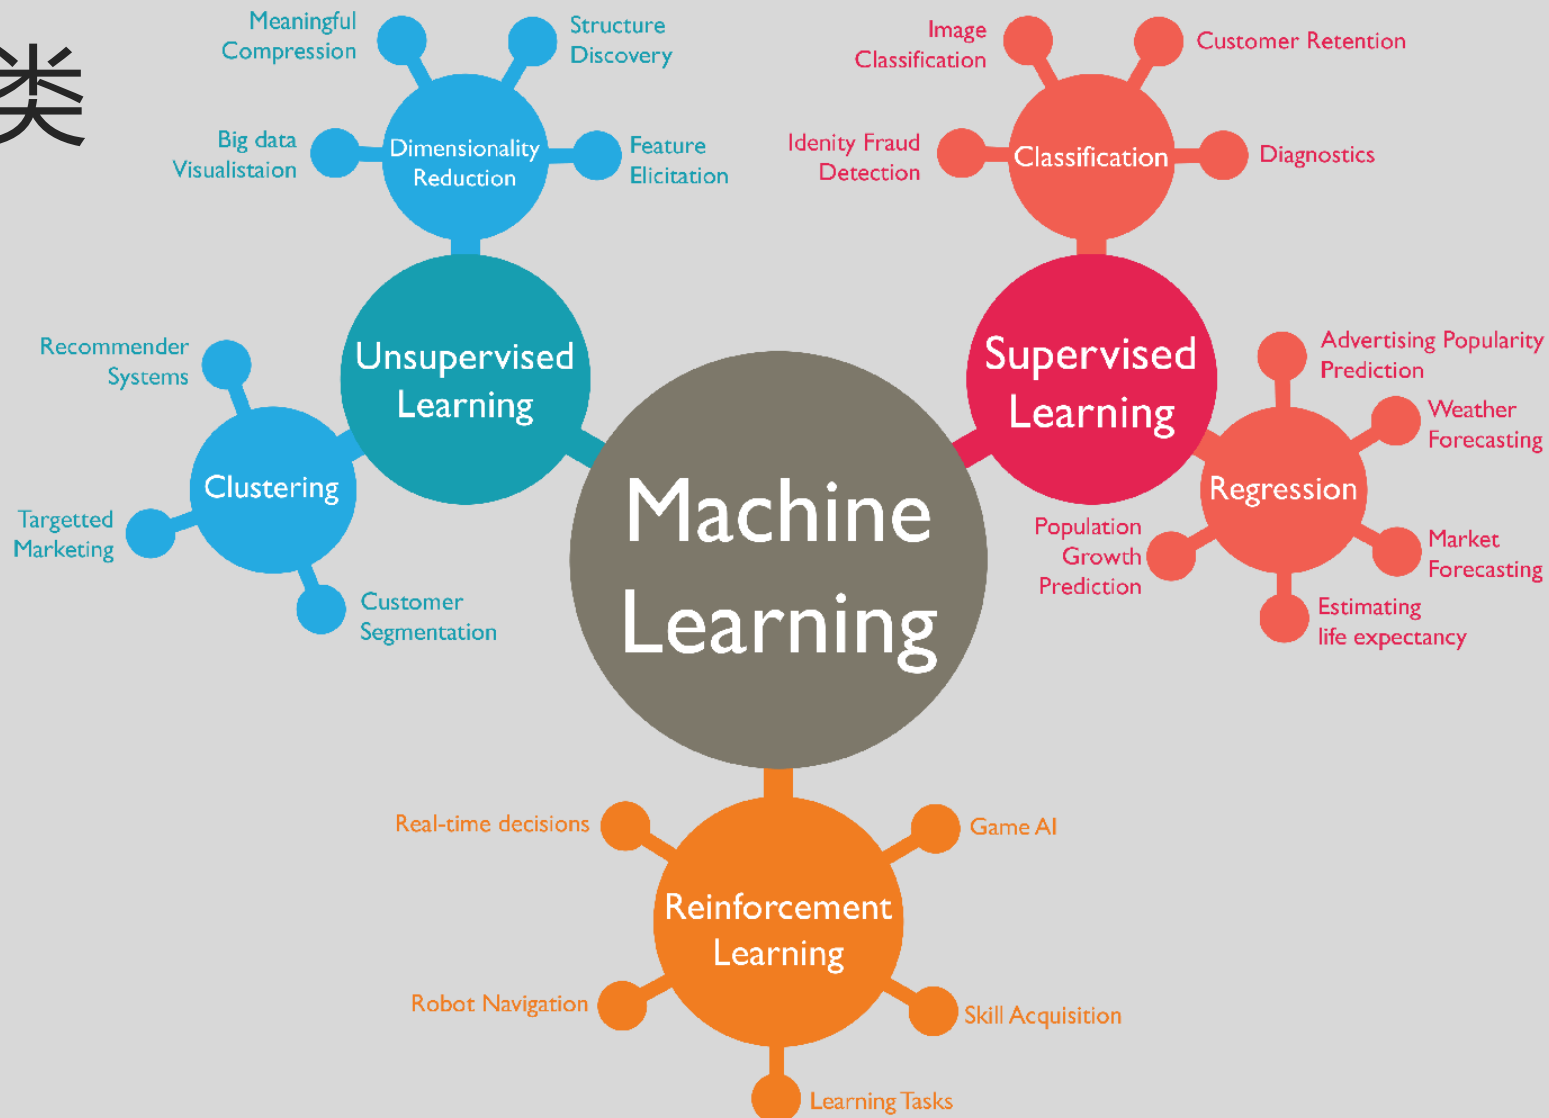 类
Meaningful
Compression
Structure
Discovery
Big data
Visualistaion
Dimensionality
Reduction
Feature
Elicitation
Image
Classification
Customer Retention
Idenity Fraud
Detection
Classification
Diagnostics
Unsupervised
Learning
Supervised
Learning
Recommender
Systems
Clustering
Targetted
Marketing
Customer
Segmentation
Machine
Learning
Advertising Popularity
Prediction
Weather
Forecasting
Regression
Population
Growth
Prediction
Market
Forecasting
Estimating
life expectancy
Real-time decisions
Game AI
Reinforcement
Learning
Robot Navigation
Skill Acquisition
Learning Tasks